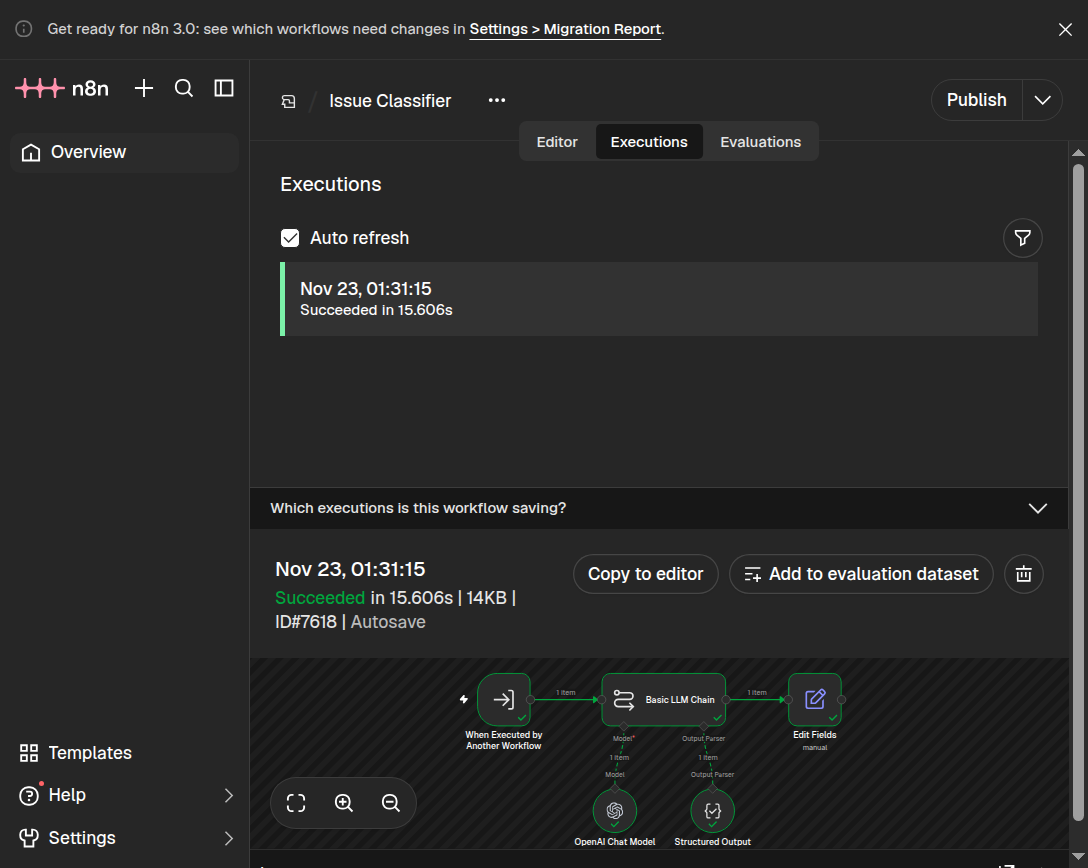 Get ready for n8n 3.0: see which workflows need changes in Settings > Migration Report.
n8n
Overview
Issue Classifier
Publish
Editor
Executions
Evaluations
Executions
Auto refresh
Nov 23, 01:31:15
Succeeded in 15.606s
Which executions is this workflow saving?
Nov 23, 01:31:15
Succeeded in 15.606s | 14KB |
ID#7618 | Autosave
Copy to editor
Add to evaluation dataset
1 item
Basic LLM Chain
1 item
When Executed by
Another Workflow
Model*
Output Parser
Edit Fields
manual
1 item
1 item
Model
Output Parser
OpenAI Chat Model
Structured Output
Templates
Help
Settings